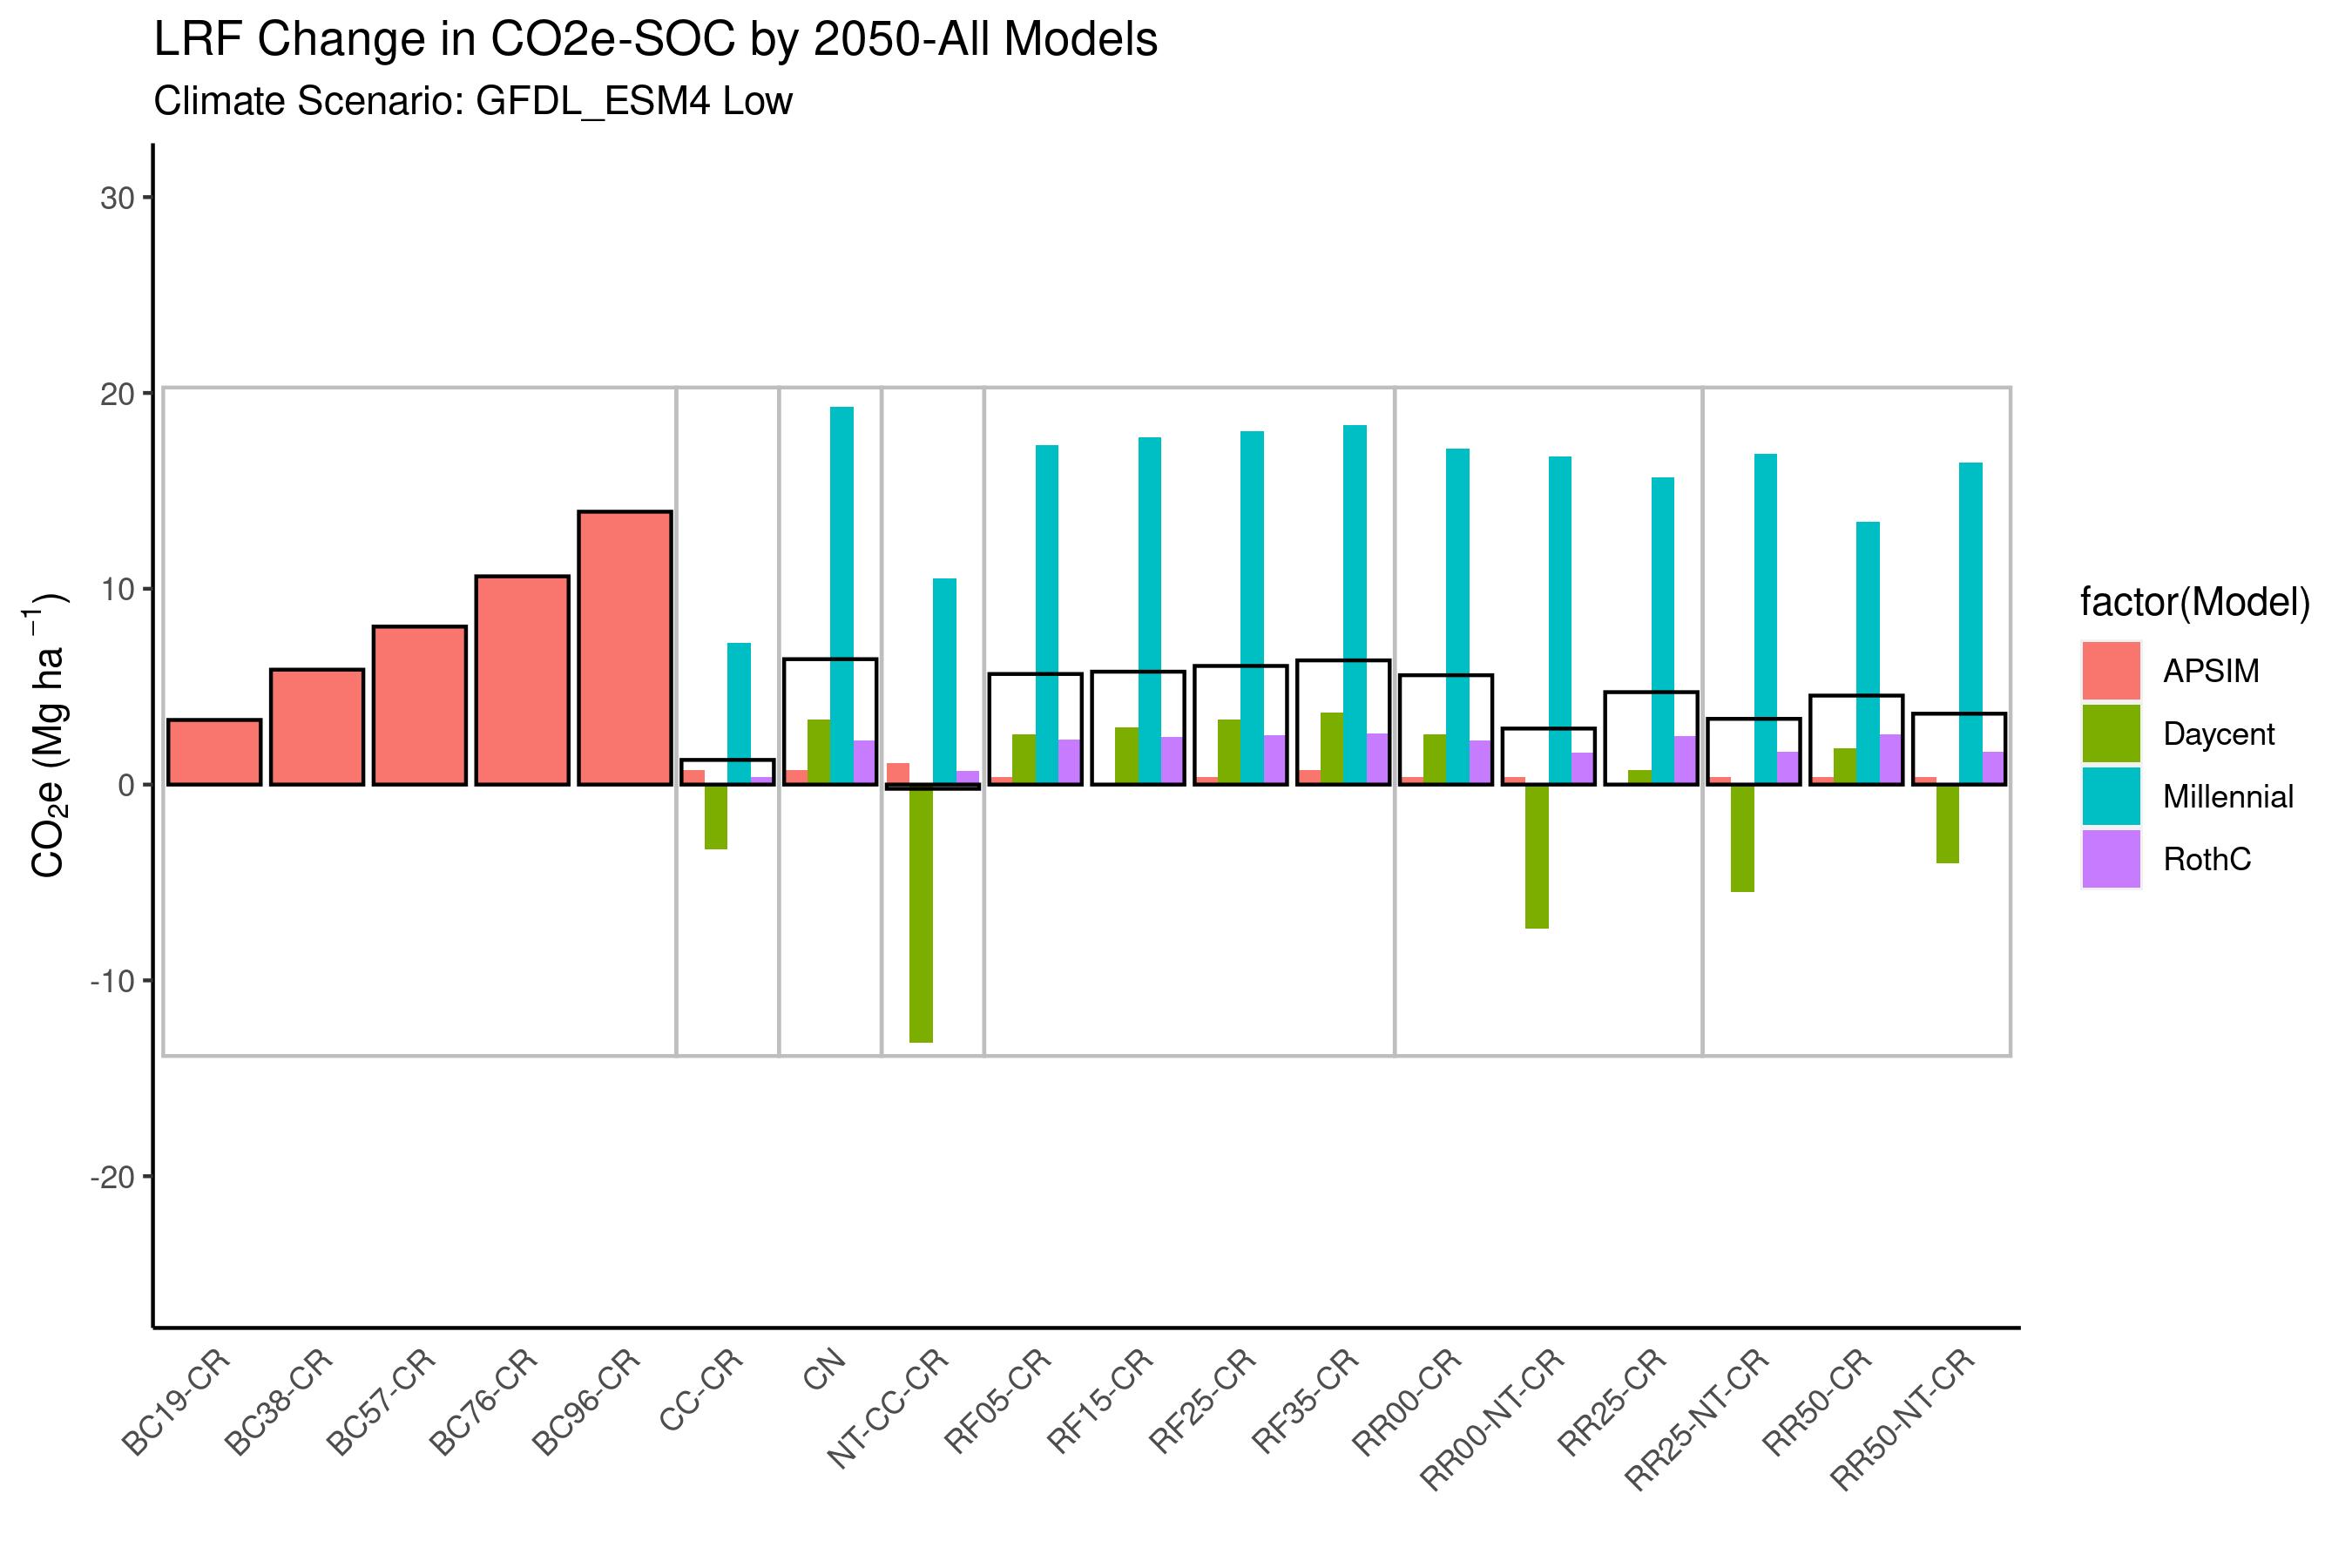 LRF Change in CO2e-SOC by 2050-All Models
Climate Scenario: GFDL_ESM4 Low
CO₂e (Mg ha ⁻¹)
30
20
10
0
-10
-20
BC19-CR
BC38-CR
BC57-CR
BC76-CR
BC96-CR
CC-CR
CN
NT-CC-CR
RF05-CR
RF15-CR
RF25-CR
RF35-CR
RR00-CR
RR00-NT-CR
RR25-CR
RR25-NT-CR
RR50-CR
RR50-NT-CR
factor(Model)
APSIM
Daycent
Millennial
RothC